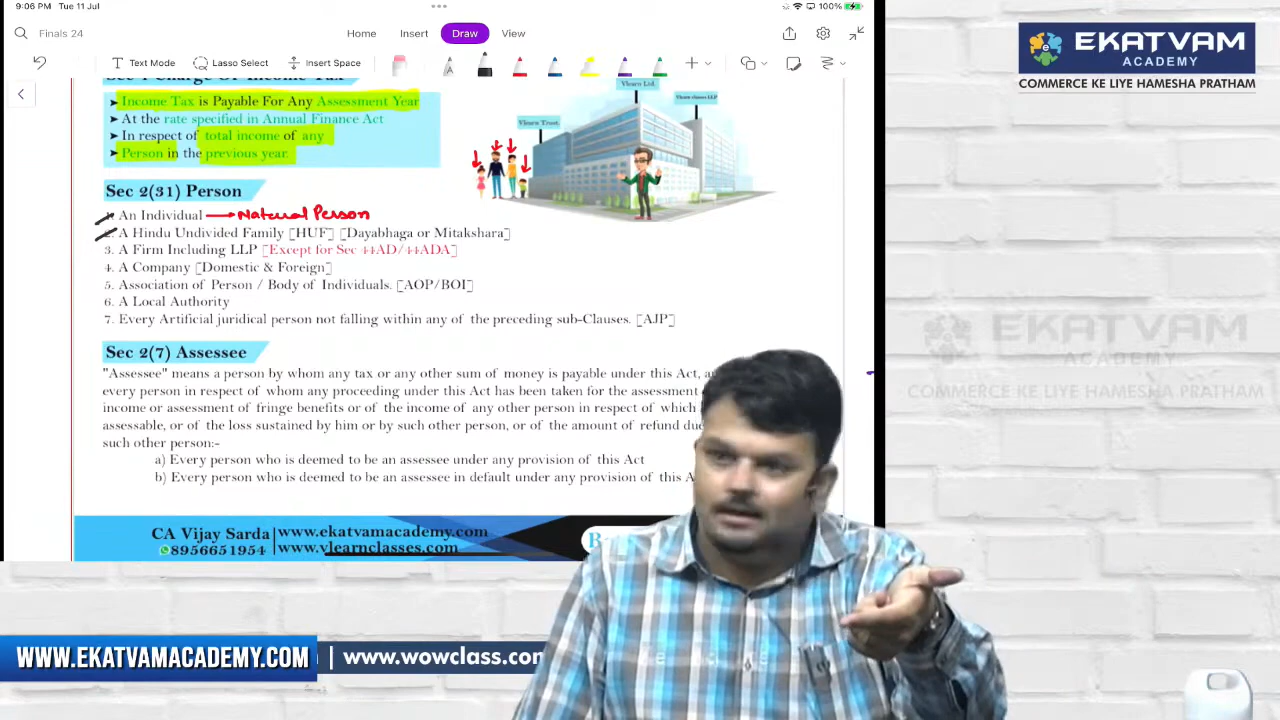 9:06 PM Tue 11 Jul
100%
Finals 24
Home Insert Draw View
Text Mode Lasso Select Insert Space
EKATVAM
ACADEMY
COMMERCE KE LIYE HAMESHA PRATHAM
Income Tax is Payable For Any Assessment Year
At the rate specified in Annual Finance Act
In respect of total income of any
Person in the previous year.
Vlearn Ltd.
Vlearn Trust.
Sec 2(31) Person
1. An Individual → Natural Person
2. A Hindu Undivided Family [HUF] [Dayabhaga or Mitakshara]
3. A Firm Including LLP [Except for Sec 44AD/44ADA]
4. A Company [Domestic & Foreign]
5. Association of Person / Body of Individuals. [AOP/BOI]
6. A Local Authority
7. Every Artificial juridical person not falling within any of the preceding sub-Clauses. [AJP]
EKATVAM
ACADEMY
COMMERCE KE LIYE HAMESHA PRATHAM
Sec 2(7) Assessee
"Assessee" means a person by whom any tax or any other sum of money is payable under this Act,
every person in respect of whom any proceeding under this Act has been taken for the assessment
income or assessment of fringe benefits or of the income of any other person in respect of which
assessable, or of the loss sustained by him or by such other person, or of the amount of refund due
such other person:-
a) Every person who is deemed to be an assessee under any provision of this Act
b) Every person who is deemed to be an assessee in default under any provision of this A
CA Vijay Sarda www.ekatvamacademy.com
8956651954 www.vlearnclasses.com
WWW.EKATVAMACADEMY.COM | www.wowclass.com